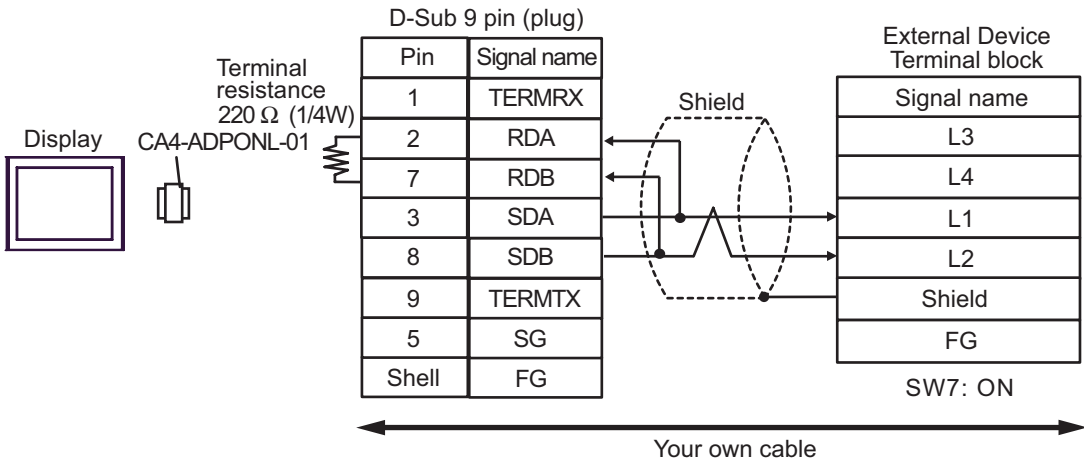 D-Sub 9 pin (plug)
Pin Signal name
1 TERMRX
2 RDA
7 RDB
3 SDA
8 SDB
9 TERMTX
5 SG
Shell FG
Terminal
resistance
220 Ω (1/4W)
Display
CA4-ADPONL-01
Shield
External Device
Terminal block
Signal name
L3
L4
L1
L2
Shield
FG
SW7: ON
Your own cable